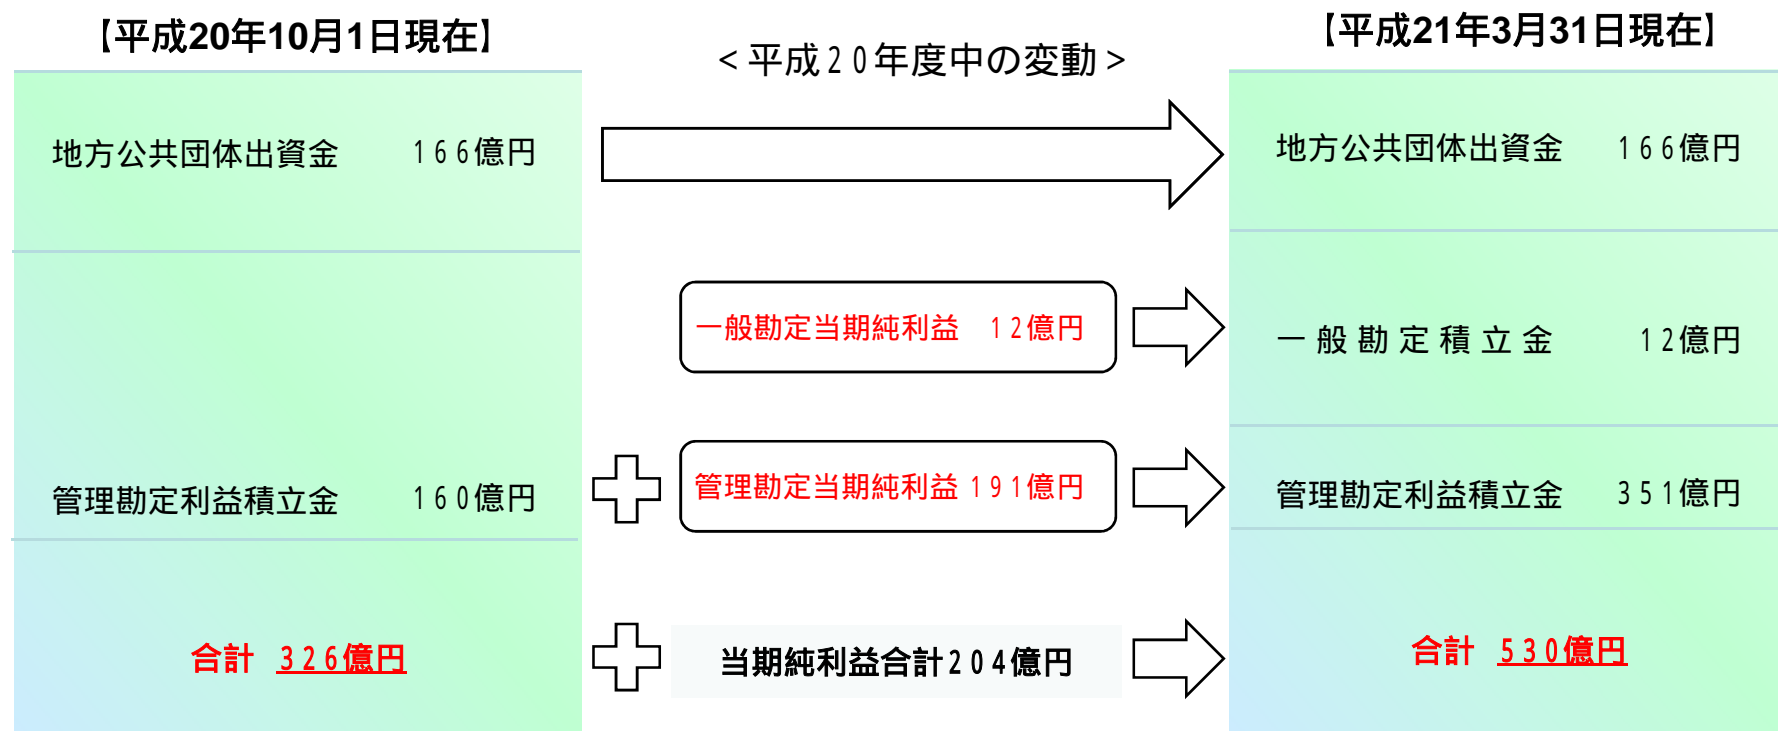 【平成20年10月1日現在】
地方公共団体出資金　166億円
管理勘定利益積立金　160億円
合計　326億円
＜平成20年度中の変動＞
一般勘定当期純利益　12億円
管理勘定当期純利益 191億円
当期純利益合計204億円
【平成21年3月31日現在】
地方公共団体出資金　166億円
一般勘定積立金　12億円
管理勘定利益積立金　351億円
合計　530億円